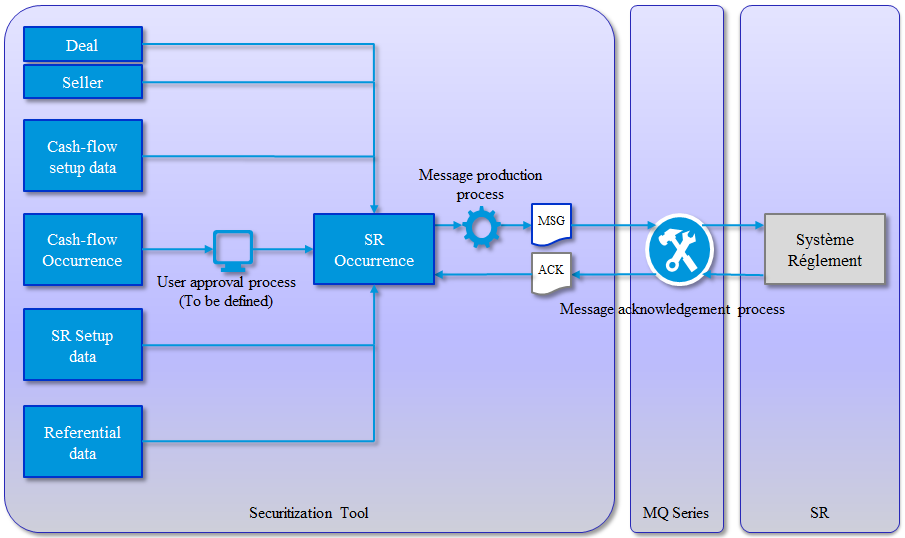 Deal
Seller
Cash-flow
setup data
Cash-flow
Occurrence
SR Setup
data
Referential
data
User approval process
(To be defined)
SR
Occurrence
Message production
process
MSG
ACK
Message acknowledgement process
Système
Réglement
Securitization Tool
MQ Series
SR